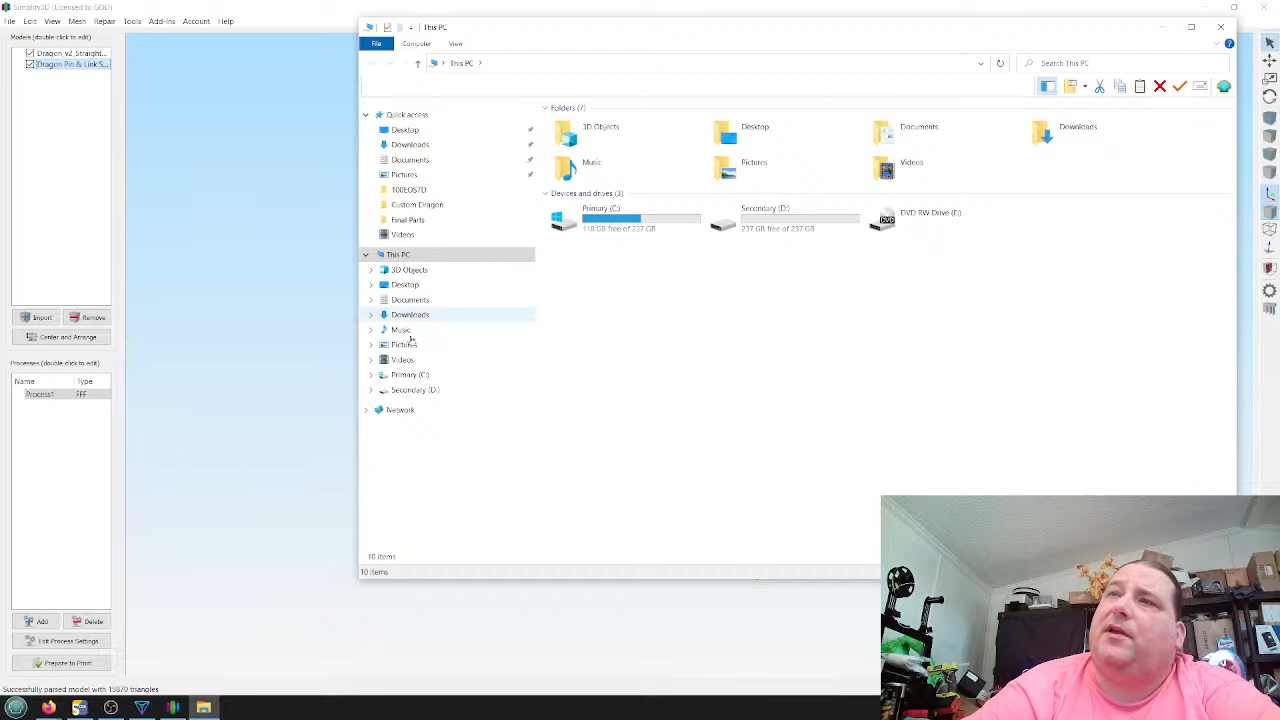 Simplify3D (Licensed to GOD)
File Edit View Mesh Repair Tools Add-Ins Account Help
Models (double-click to edit)
Dragon_v2_Straight...
Dragon Pin & Link S...
Import Remove
Center and Arrange
Processes (double-click to edit)
Name Type
Process1 FFF
Add Delete
Edit Process Settings
Prepare to Print!
Successfully parsed model with 15870 triangles
This PC
File Computer View
This PC
Search This PC
Quick access
Desktop
Downloads
Documents
Pictures
100EOS7D
Custom Dragon
Final Parts
Videos
This PC
3D Objects
Desktop
Documents
Downloads
Music
Pictures
Videos
Primary (C:)
Secondary (D:)
Network
Folders (7)
3D Objects Desktop Documents Downloads
Music Pictures Videos
Devices and drives (3)
Primary (C:)
118 GB free of 237 GB
Secondary (D:)
237 GB free of 237 GB
DVD RW Drive (E:)
DVD
10 items
10 items